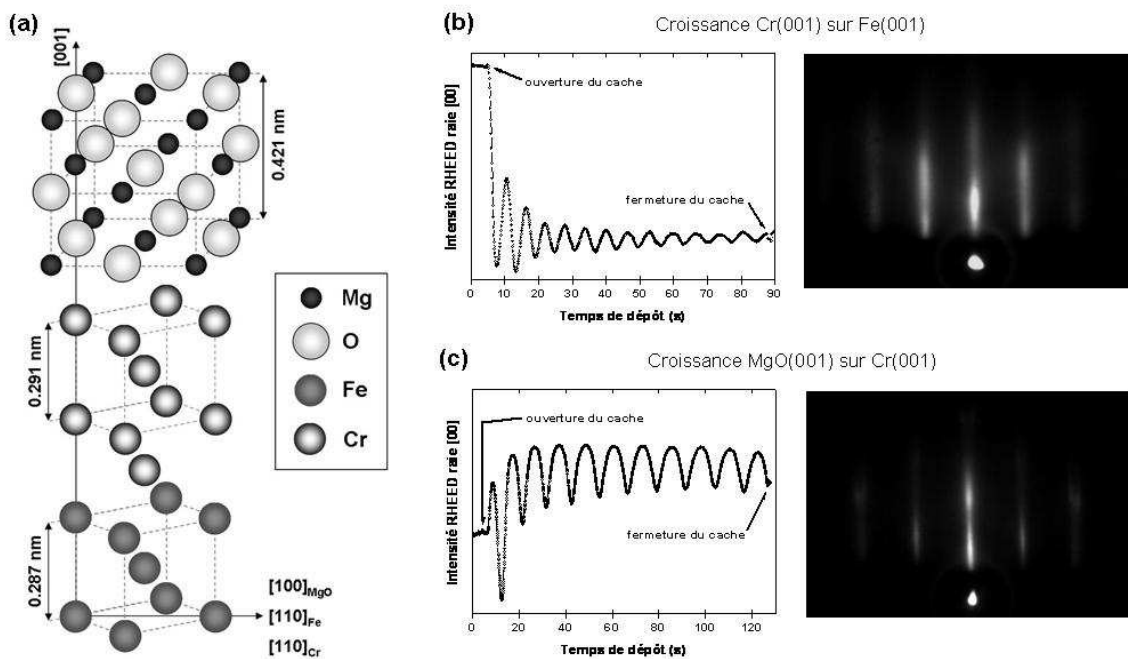 (a)
[001]
0.421 nm
0.291 nm
0.287 nm
Mg
O
Fe
Cr
[100]MgO
[110]Fe
[110]Cr
(b)
Croissance Cr(001) sur Fe(001)
Intensité RHEED raie [00]
ouverture du cache
fermeture du cache
0 10 20 30 40 50 60 70 80 90
Temps de dépôt (s)
(c)
Croissance MgO(001) sur Cr(001)
Intensité RHEED raie [00]
ouverture du cache
fermeture du cache
0 20 40 60 80 100 120
Temps de dépôt (s)